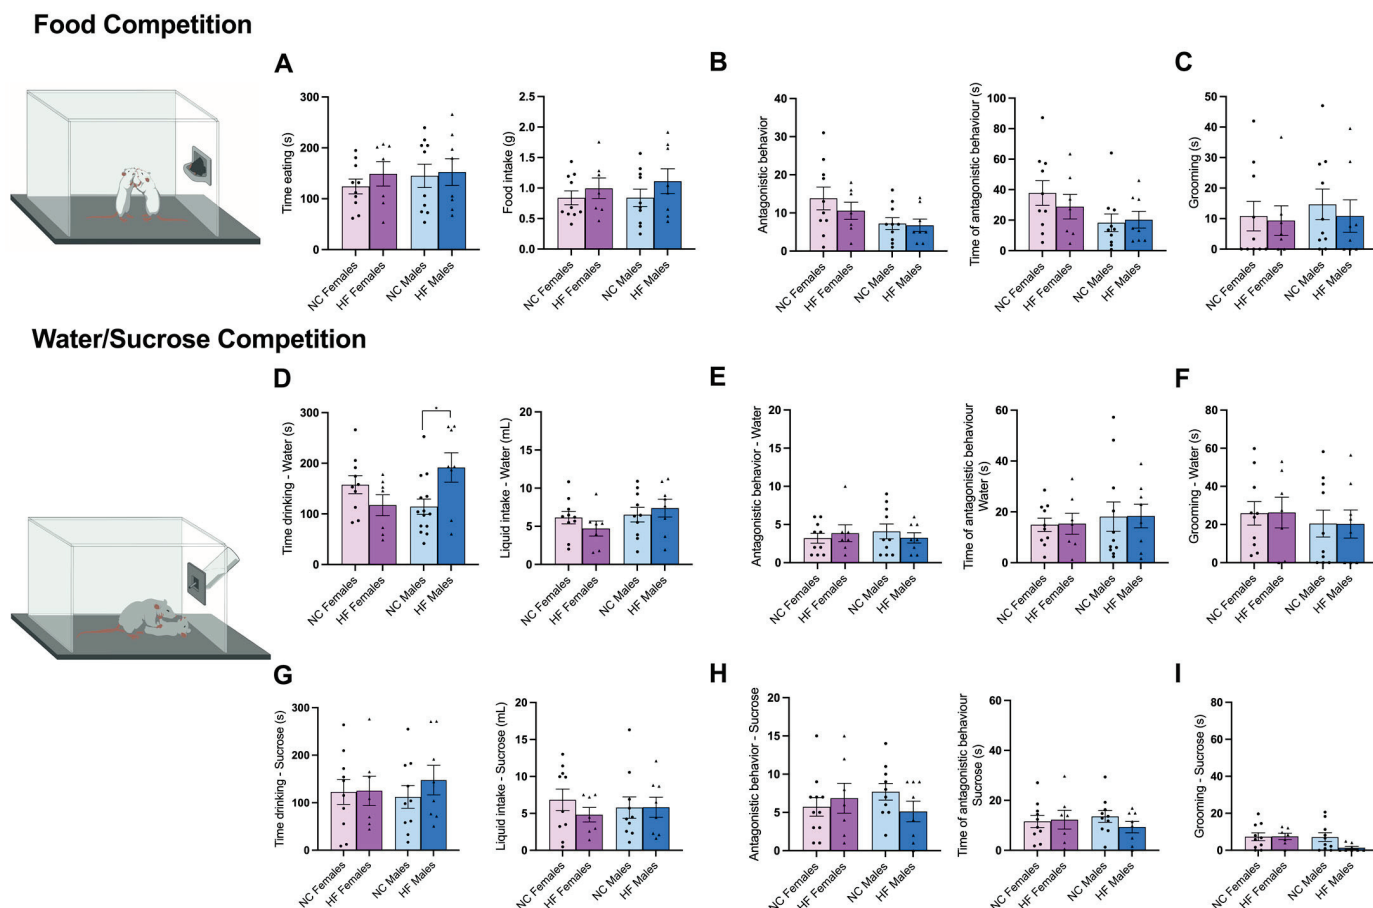 Food Competition
A
Time eating (s)
300
200
100
0
NC Females
HF Females
NC Males
HF Males
Food intake (g)
2.5
2.0
1.5
1.0
0.5
0.0
NC Females
HF Females
NC Males
HF Males
B
Antagonistic behavior
40
30
20
10
0
NC Females
HF Females
NC Males
HF Males
Time of antagonistic behaviour (s)
100
80
60
40
20
0
NC Females
HF Females
NC Males
HF Males
C
Grooming (s)
50
40
30
20
10
0
NC Females
HF Females
NC Males
HF Males
Water/Sucrose Competition
D
Time drinking - Water (s)
300
200
100
0
*
NC Females
HF Females
NC Males
HF Males
Liquid intake - Water (mL)
20
15
10
5
0
NC Females
HF Females
NC Males
HF Males
E
Antagonistic behavior - Water
20
15
10
5
0
NC Females
HF Females
NC Males
HF Males
Time of antagonistic behaviour
Water (s)
60
40
20
0
NC Females
HF Females
NC Males
HF Males
F
Grooming - Water (s)
80
60
40
20
0
NC Females
HF Females
NC Males
HF Males
G
Time drinking - Sucrose (s)
300
200
150
100
0
NC Females
HF Females
NC Males
HF Males
Liquid intake - Sucrose (mL)
20
15
10
5
0
NC Females
HF Females
NC Males
HF Males
H
Antagonistic behavior - Sucrose
20
15
10
5
0
NC Females
HF Females
NC Males
HF Males
Time of antagonistic behaviour
Sucrose (s)
60
40
20
0
NC Females
HF Females
NC Males
HF Males
I
Grooming - Sucrose (s)
80
60
40
20
0
NC Females
HF Females
NC Males
HF Males